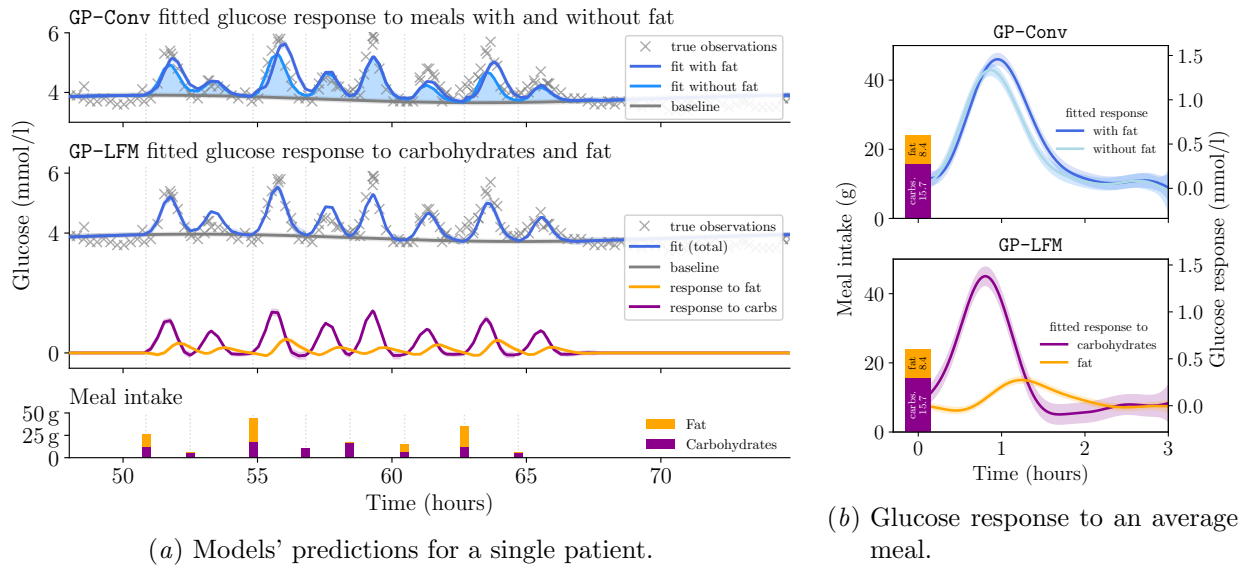 GP-Conv fitted glucose response to meals with and without fat
6
4
true observations
fit with fat
fit without fat
baseline
GP-LFM fitted glucose response to carbohydrates and fat
6
4
0
true observations
fit (total)
baseline
response to fat
response to carbs
Glucose (mmol/l)
Meal intake
50 g
25 g
0
Fat
Carbohydrates
50
55
60
65
70
Time (hours)
(a) Models' predictions for a single patient.
GP-Conv
40
20
0
fat
8.4
carbs.
15.7
fitted response
with fat
without fat
1.5
1.0
0.5
0.0
GP-LFM
40
20
0
fat
8.4
carbs.
15.7
fitted response to
carbohydrates
fat
1.5
1.0
0.5
0.0
Meal intake (g)
Glucose response (mmol/l)
0
1
2
3
Time (hours)
(b) Glucose response to an average
meal.